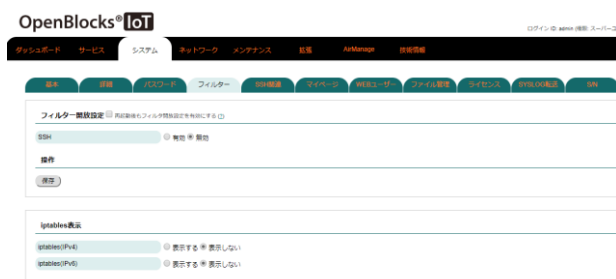 OpenBlocks® IoT
ログイン ID: admin (権限: スーパーユ
ダッシュボード サービス システム ネットワーク メンテナンス 拡張 AirManage 技術情報
基本 詳細 パスワード フィルター SSH関連 マイページ WEBユーザー ファイル管理 ライセンス SYSLOG転送 S/N
フィルター開放設定 再起動後もフィルタ開放設定を有効にする (?)
SSH 有効 無効
操作
保存
iptables表示
iptables(IPv4) 表示する 表示しない
iptables(IPv6) 表示する 表示しない